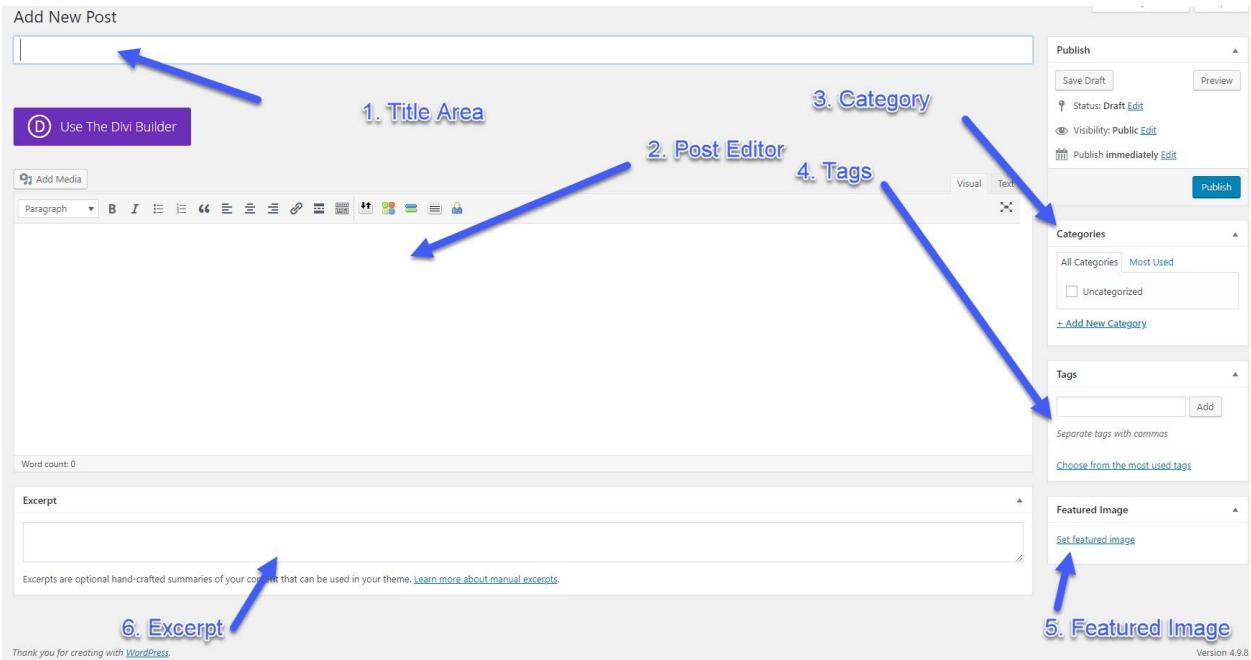 Add New Post
1. Title Area
Use The Divi Builder
2. Post Editor
3. Category
4. Tags
Add Media
Visual Text
Paragraph B I
Word count: 0
Excerpt
Excerpts are optional hand-crafted summaries of your content that can be used in your theme. Learn more about manual excerpts.
6. Excerpt
Publish
Save Draft Preview
Status: Draft Edit
Visibility: Public Edit
Publish immediately Edit
Publish
Categories
All Categories Most Used
Uncategorized
+ Add New Category
Tags
Add
Separate tags with commas
Choose from the most used tags
Featured Image
Set featured image
5. Featured Image
Thank you for creating with WordPress.
Version 4.9.8